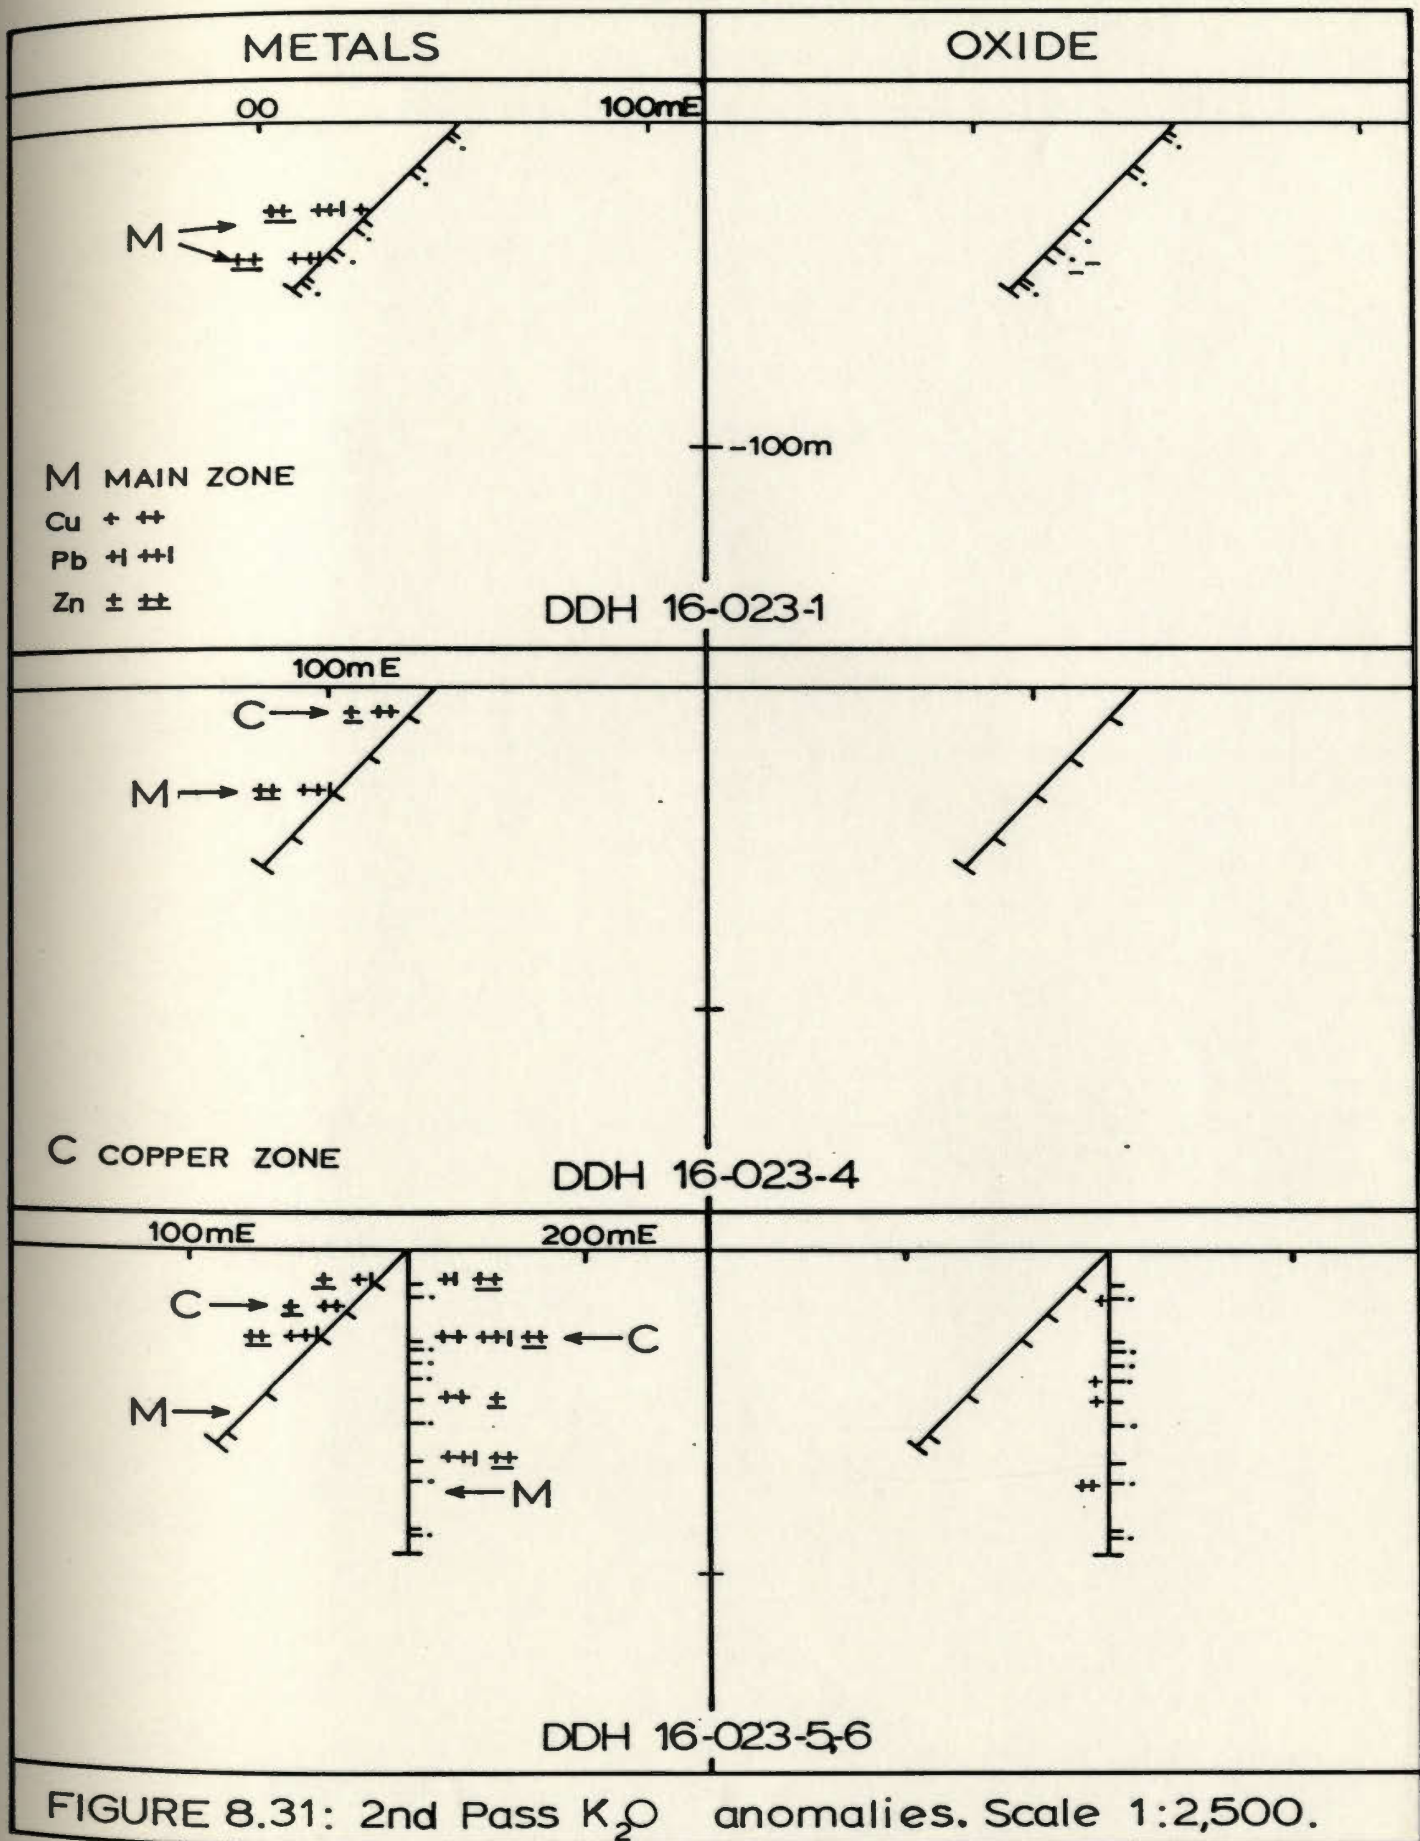 METALS OXIDE
OO 100mE
M
-100m
M MAIN ZONE
Cu + ++
Pb +| ++|
Zn ± ±±
DDH 16-023-1
100mE
C
M
C COPPER ZONE
DDH 16-023-4
100mE 200mE
C
C
M
M
DDH 16-023-5,6
FIGURE 8.31: 2nd Pass K₂O anomalies. Scale 1:2,500.